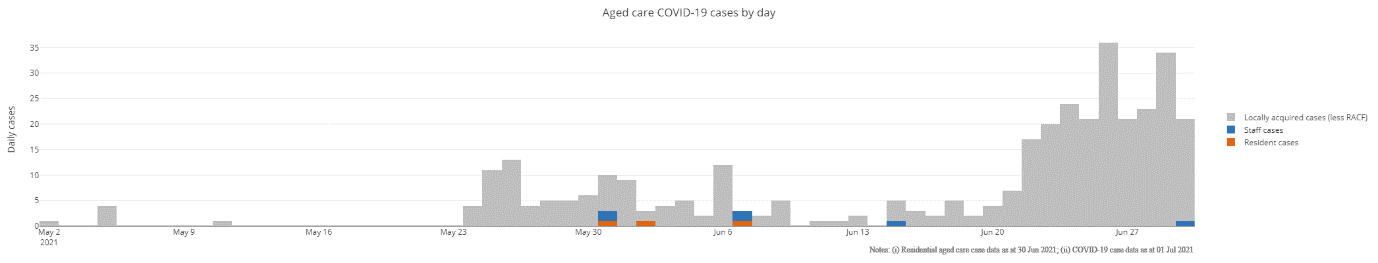 Aged care COVID-19 cases by day
Daily cases
35
30
25
20
15
10
5
0
May 2
2021
May 9
May 16
May 23
May 30
Jun 6
Jun 13
Jun 20
Jun 27
Locally acquired cases (less RACF)
Staff cases
Resident cases
Notes: (i) Residential aged care case data as at 30 Jun 2021; (ii) COVID-19 case data as at 01 Jul 2021